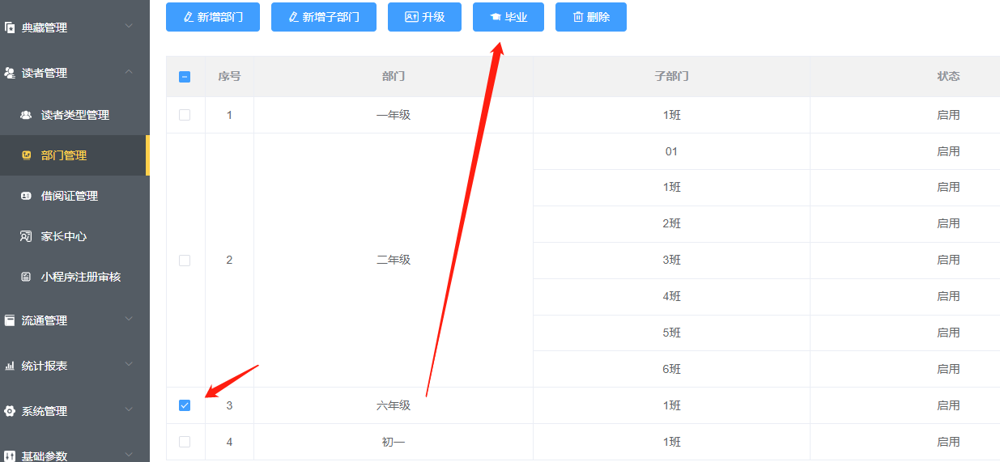 典藏管理
读者管理
读者类型管理
部门管理
借阅证管理
家长中心
小程序注册审核
流通管理
统计报表
系统管理
基础参数
新增部门 新增子部门 升级 毕业 删除
序号 部门 子部门 状态
1 一年级 1班 启用
01 启用
1班 启用
2班 启用
2 二年级 3班 启用
4班 启用
5班 启用
6班 启用
3 六年级 1班 启用
4 初一 1班 启用